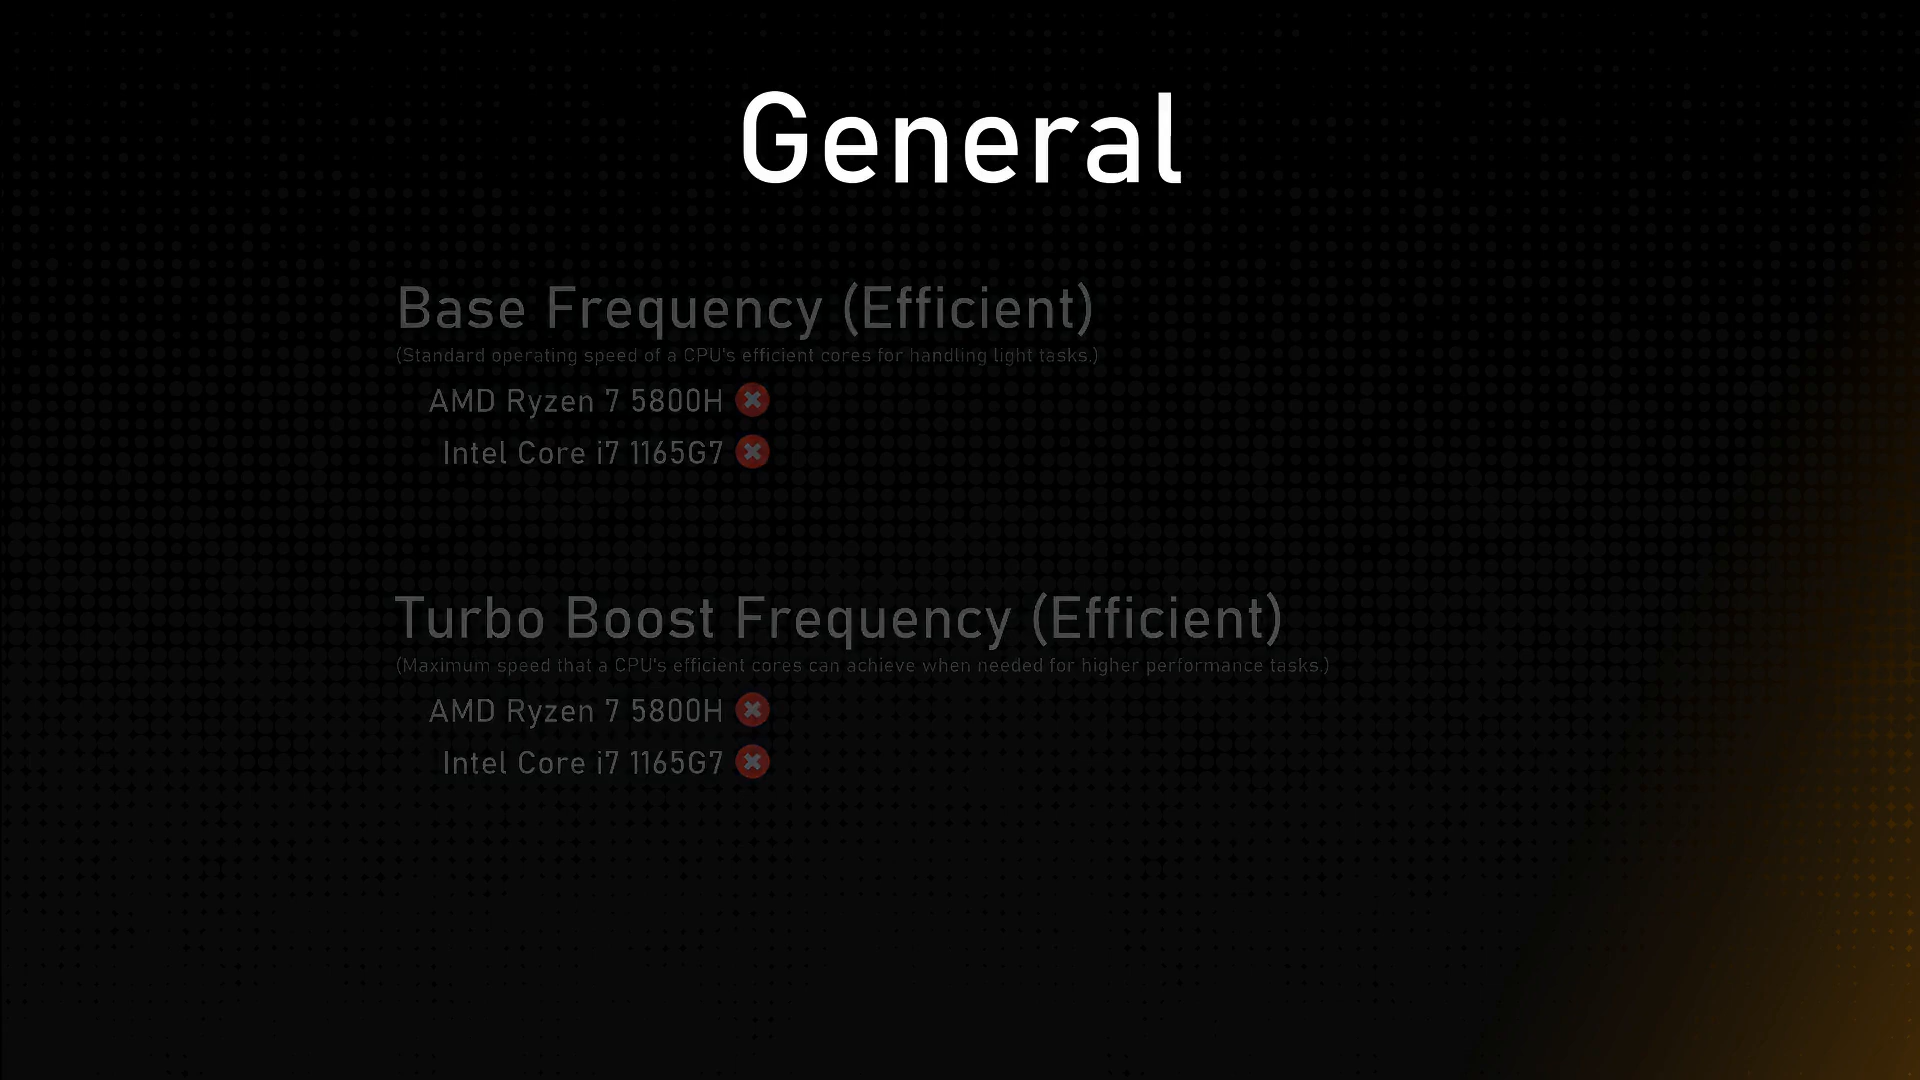 General
Base Frequency (Efficient)
(Standard operating speed of a CPU's efficient cores for handling light tasks.)
AMD Ryzen 7 5800H
Intel Core i7 1165G7
Turbo Boost Frequency (Efficient)
(Maximum speed that a CPU's efficient cores can achieve when needed for higher performance tasks.)
AMD Ryzen 7 5800H
Intel Core i7 1165G7